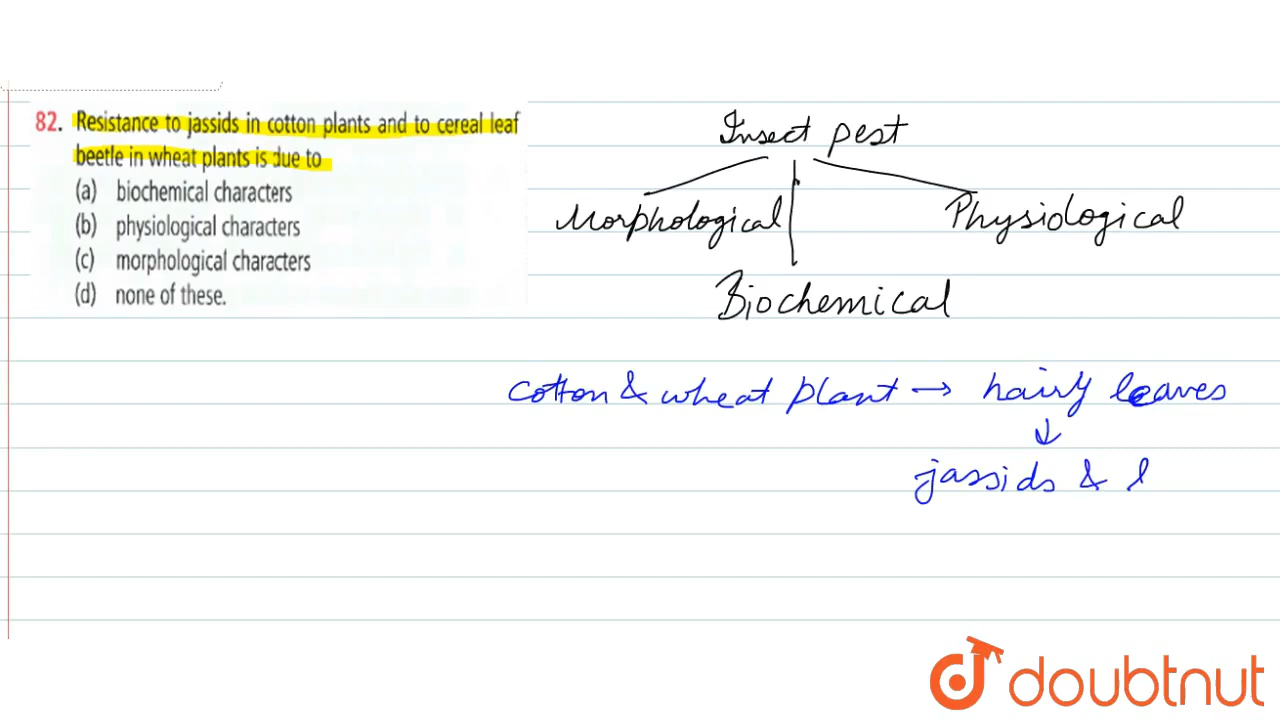 82. Resistance to jassids in cotton plants and to cereal leaf
beetle in wheat plants is due to
(a) biochemical characters
(b) physiological characters
(c) morphological characters
(d) none of these.
Insect pest
Morphological
Physiological
Biochemical
cotton & wheat plant → hairy leaves
↓
jassids & l
doubtnut